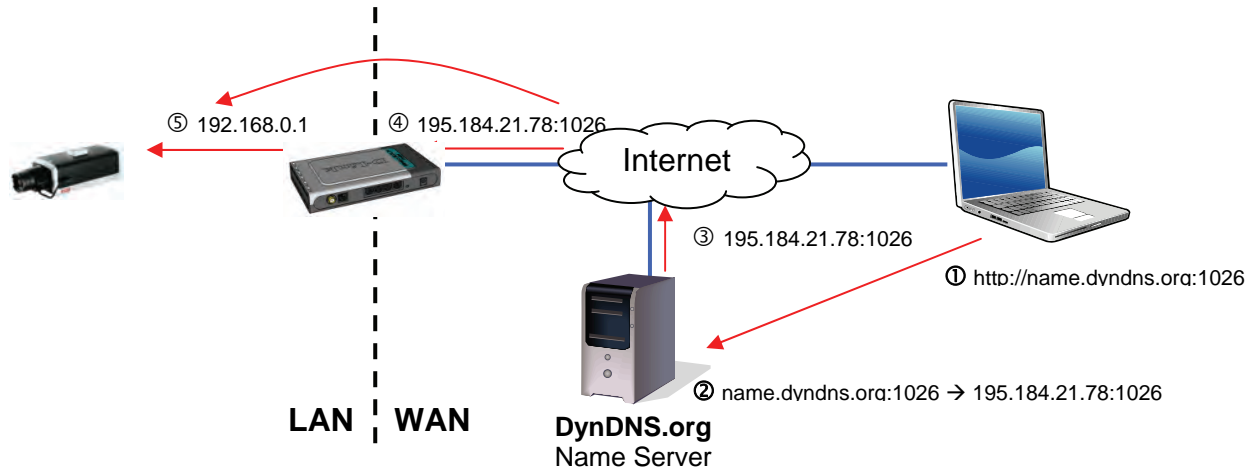 ⑤ 192.168.0.1
④ 195.184.21.78:1026
Internet
D-Link
③ 195.184.21.78:1026
① http://name.dyndns.org:1026
② name.dyndns.org:1026 → 195.184.21.78:1026
LAN
WAN
DynDNS.org
Name Server